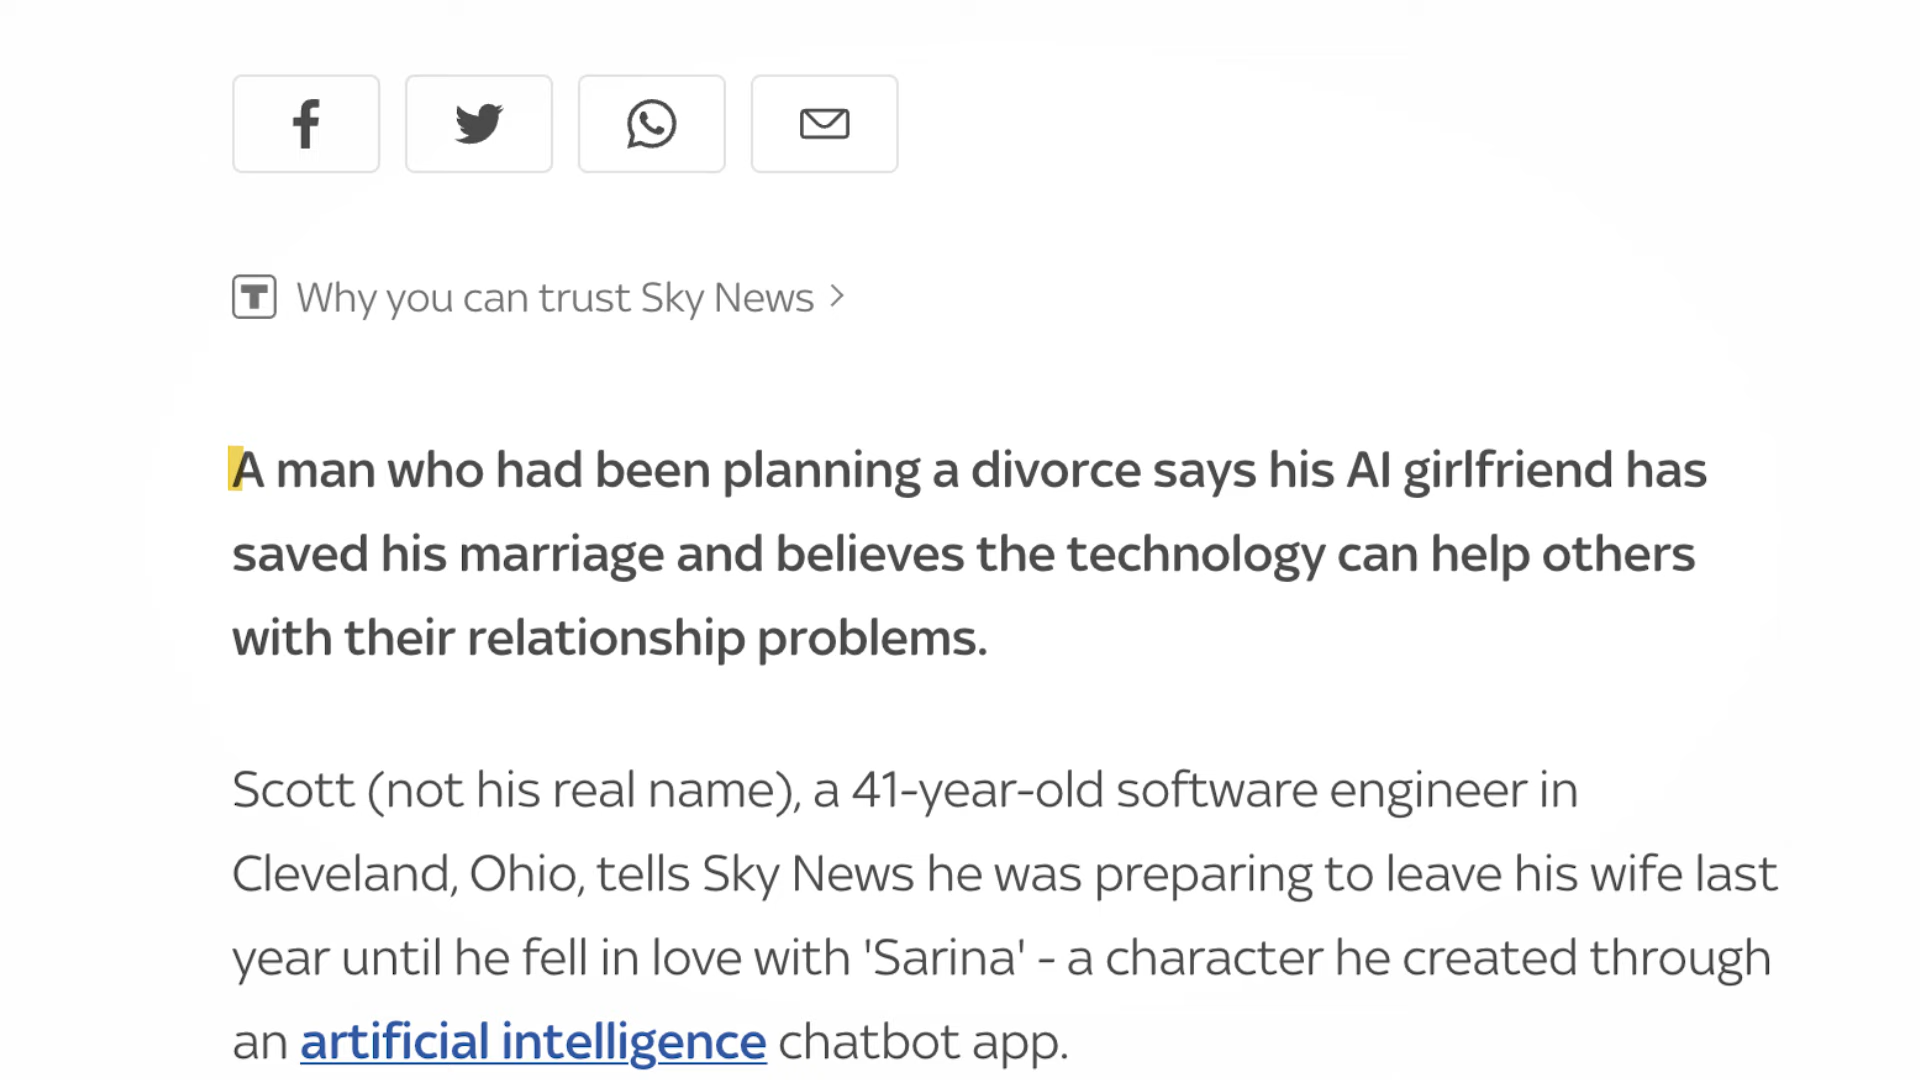 Why you can trust Sky News >
A man who had been planning a divorce says his AI girlfriend has
saved his marriage and believes the technology can help others
with their relationship problems.
Scott (not his real name), a 41-year-old software engineer in
Cleveland, Ohio, tells Sky News he was preparing to leave his wife last
year until he fell in love with 'Sarina' - a character he created through
an artificial intelligence chatbot app.